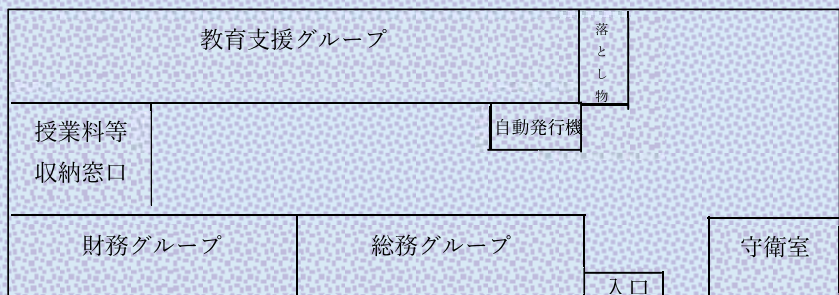 教育支援グループ
落とし物
自動発行機
授業料等
収納窓口
財務グループ
総務グループ
守衛室
入口